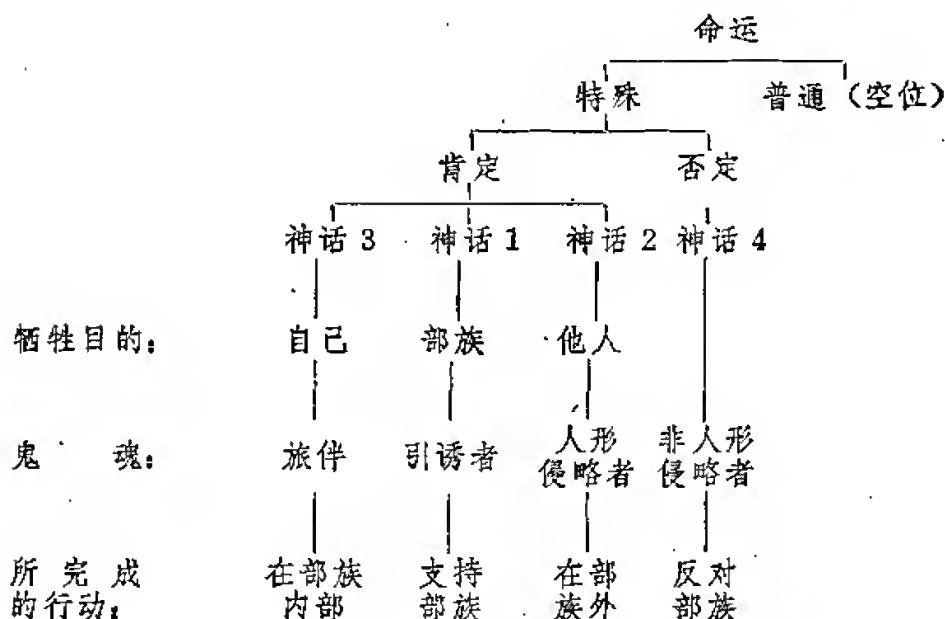 命运
特殊 普通（空位）
肯定 否定
神话 3 神话 1 神话 2 神话 4
牺牲目的： 自己 部族 他人
人形 非人形
鬼 魂： 旅伴 引诱者 侵略者 侵略者
所 完 成 在部族 支持 在部 反对
的行动： 内部 部族 族外 部族